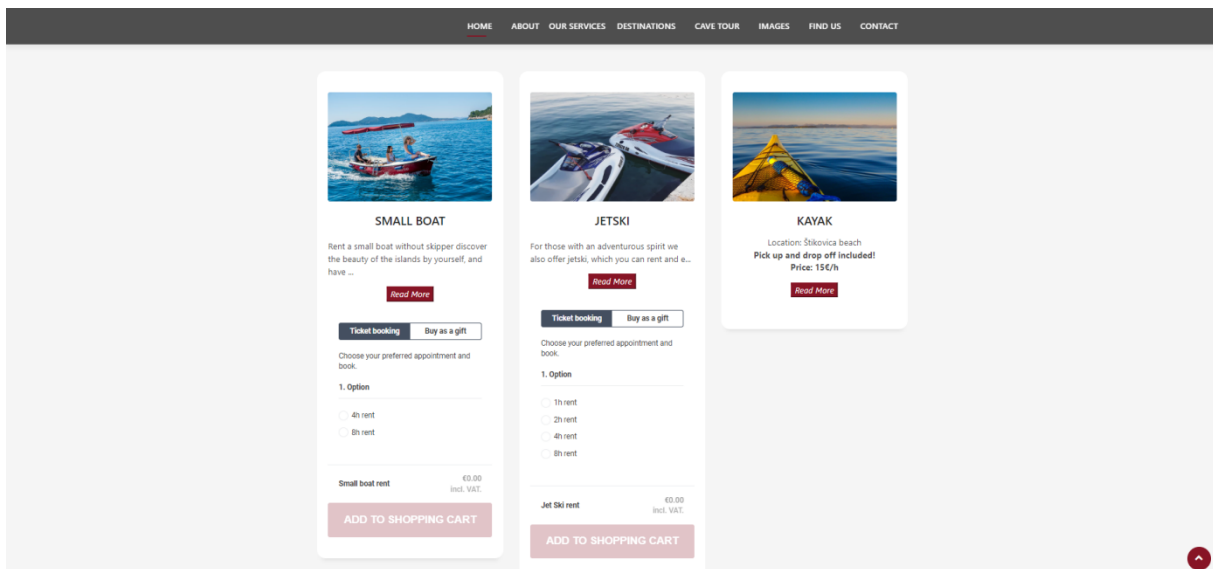 HOME ABOUT OUR SERVICES DESTINATIONS CAVE TOUR IMAGES FIND US CONTACT
SMALL BOAT
Rent a small boat without skipper discover
the beauty of the islands by yourself, and
have ...
Read More
Ticket booking Buy as a gift
Choose your preferred appointment and
book.
1. Option
4h rent
8h rent
Small boat rent €0.00
incl. VAT.
ADD TO SHOPPING CART
JETSKI
For those with an adventurous spirit we
also offer jetski, which you can rent and e...
Read More
Ticket booking Buy as a gift
Choose your preferred appointment and
book.
1. Option
1h rent
2h rent
4h rent
8h rent
Jet Ski rent €0.00
incl. VAT.
ADD TO SHOPPING CART
KAYAK
Location: Štikovica beach
Pick up and drop off included!
Price: 15€/h
Read More